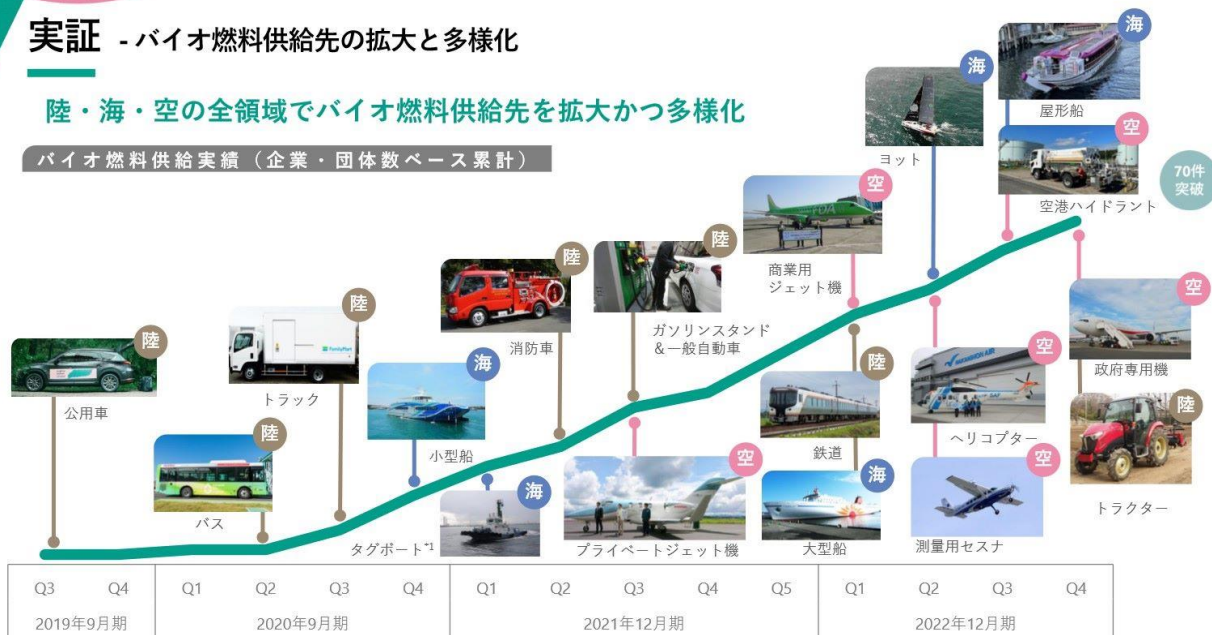 実証 - バイオ燃料供給先の拡大と多様化
陸・海・空の全領域でバイオ燃料供給先を拡大かつ多様化
バイオ燃料供給実績（企業・団体数ベース累計）
陸
公用車
陸
バス
陸
FamilyMart
トラック
海
小型船
海
タグボート*1
陸
消防車
陸
ガソリンスタンド
＆一般自動車
空
プライベートジェット機
空
FDA
商業用
ジェット機
陸
鉄道
海
大型船
海
ヨット
空
ヘリコプター
空
測量用セスナ
海
屋形船
空
空港ハイドラント
空
政府専用機
陸
トラクター
70件
突破
Q3 Q4 Q1 Q2 Q3 Q4 Q1 Q2 Q3 Q4 Q5 Q1 Q2 Q3 Q4
2019年9月期 2020年9月期 2021年12月期 2022年12月期